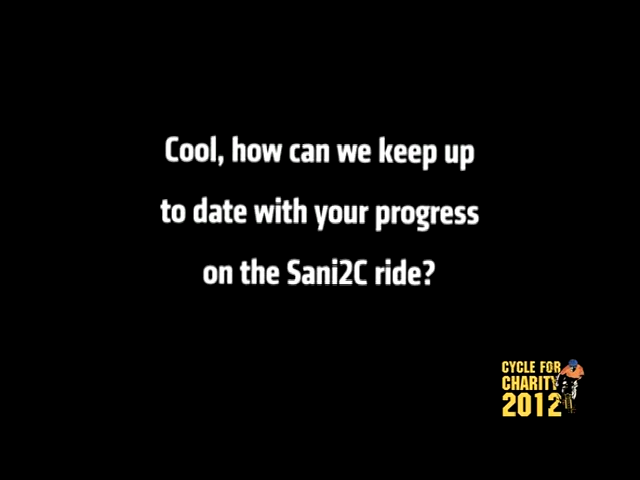 Cool, how can we keep up
to date with your progress
on the Sani2C ride?
CYCLE FOR
CHARITY
2012